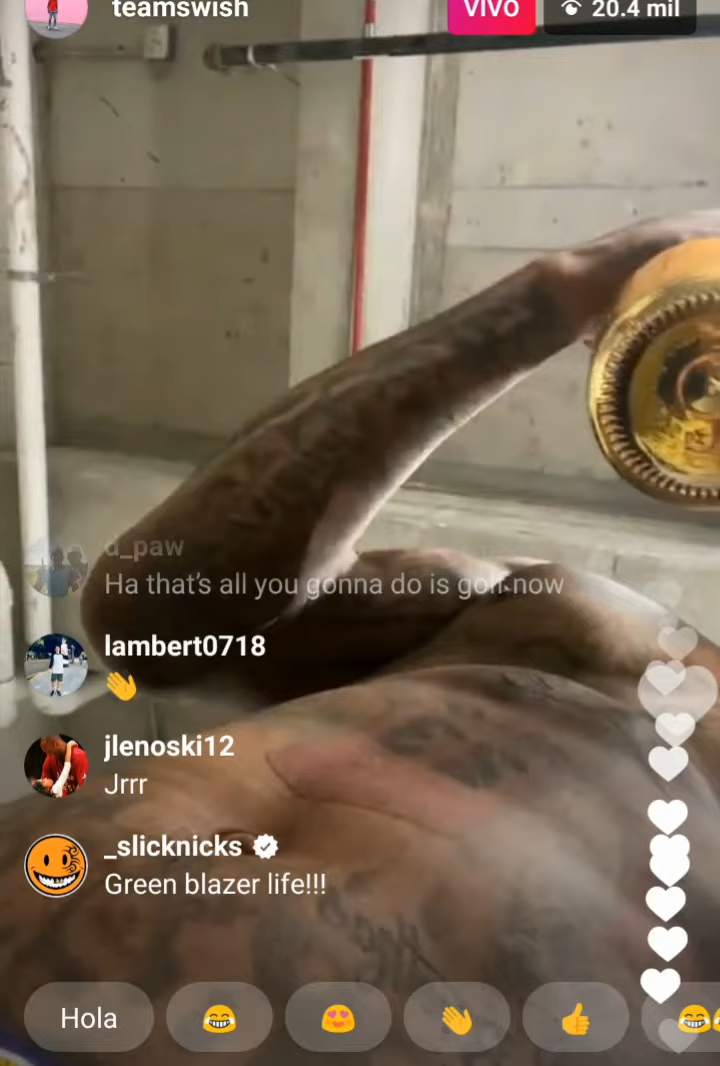 teamswish
VIVO
20.4 mil
d_paw
Ha that's all you gonna do is golf now
lambert0718
👋
jlenoski12
Jrrr
_slicknicks
Green blazer life!!!
Hola
😂
😍
👋
👍
😂